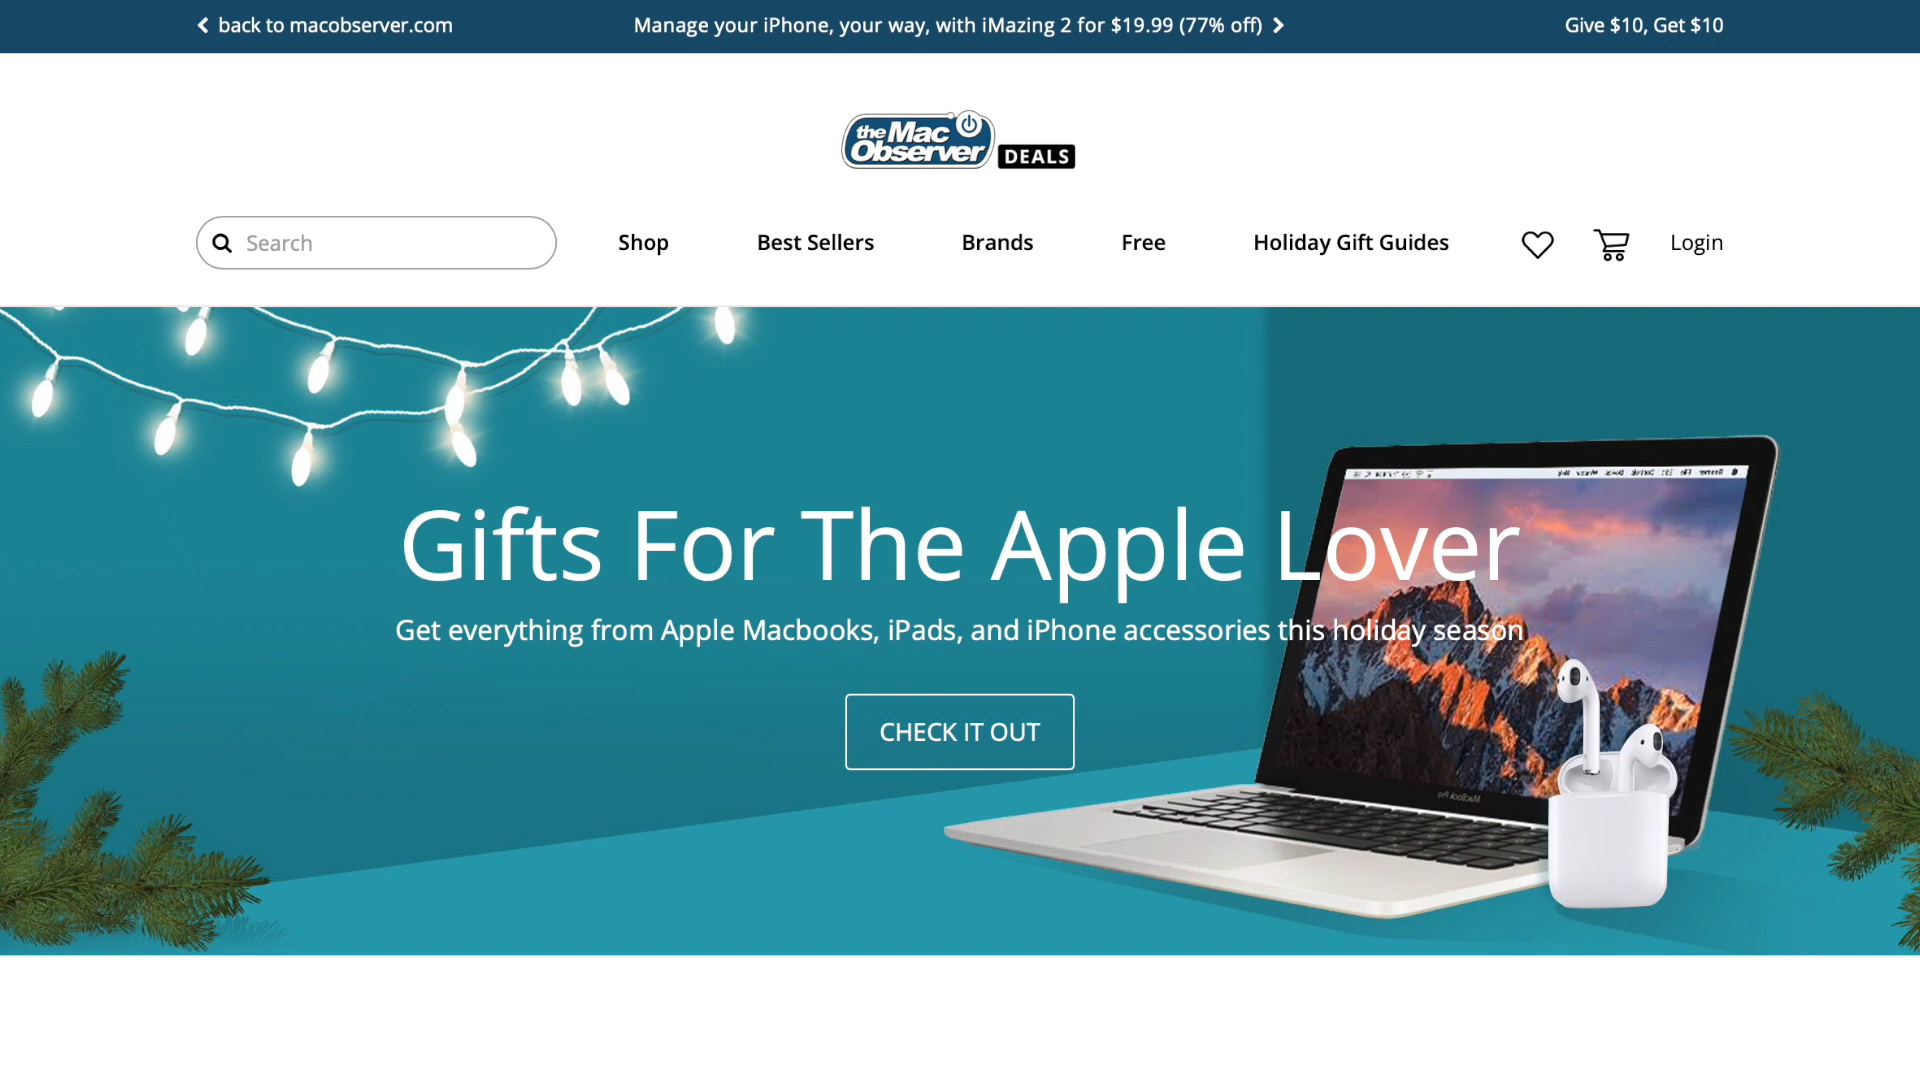 back to macobserver.com
Manage your iPhone, your way, with iMazing 2 for $19.99 (77% off)
Give $10, Get $10
the Mac
Observer
DEALS
Search
Shop
Best Sellers
Brands
Free
Holiday Gift Guides
Login
Gifts For The Apple Lover
Get everything from Apple Macbooks, iPads, and iPhone accessories this holiday season
CHECK IT OUT
MacBook Pro